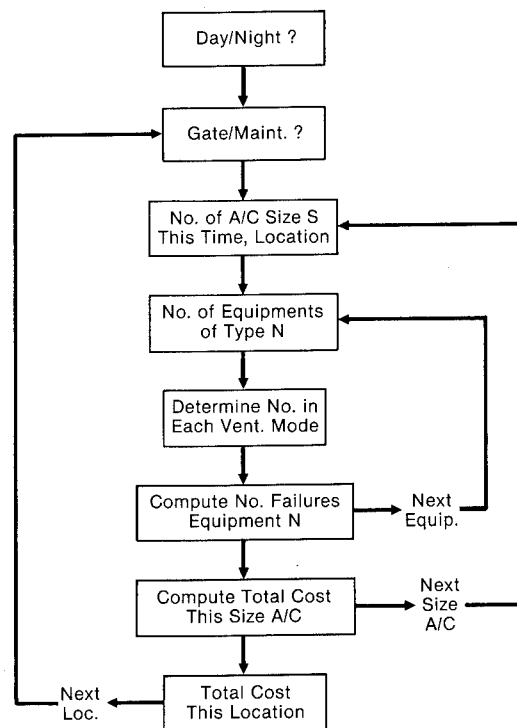 Day/Night ?
Gate/Maint. ?
No. of A/C Size S
This Time, Location
No. of Equipments
of Type N
Determine No. in
Each Vent. Mode
Compute No. Failures
Equipment N
Next
Equip.
Compute Total Cost
This Size A/C
Next
Size
A/C
Next
Loc.
Total Cost
This Location